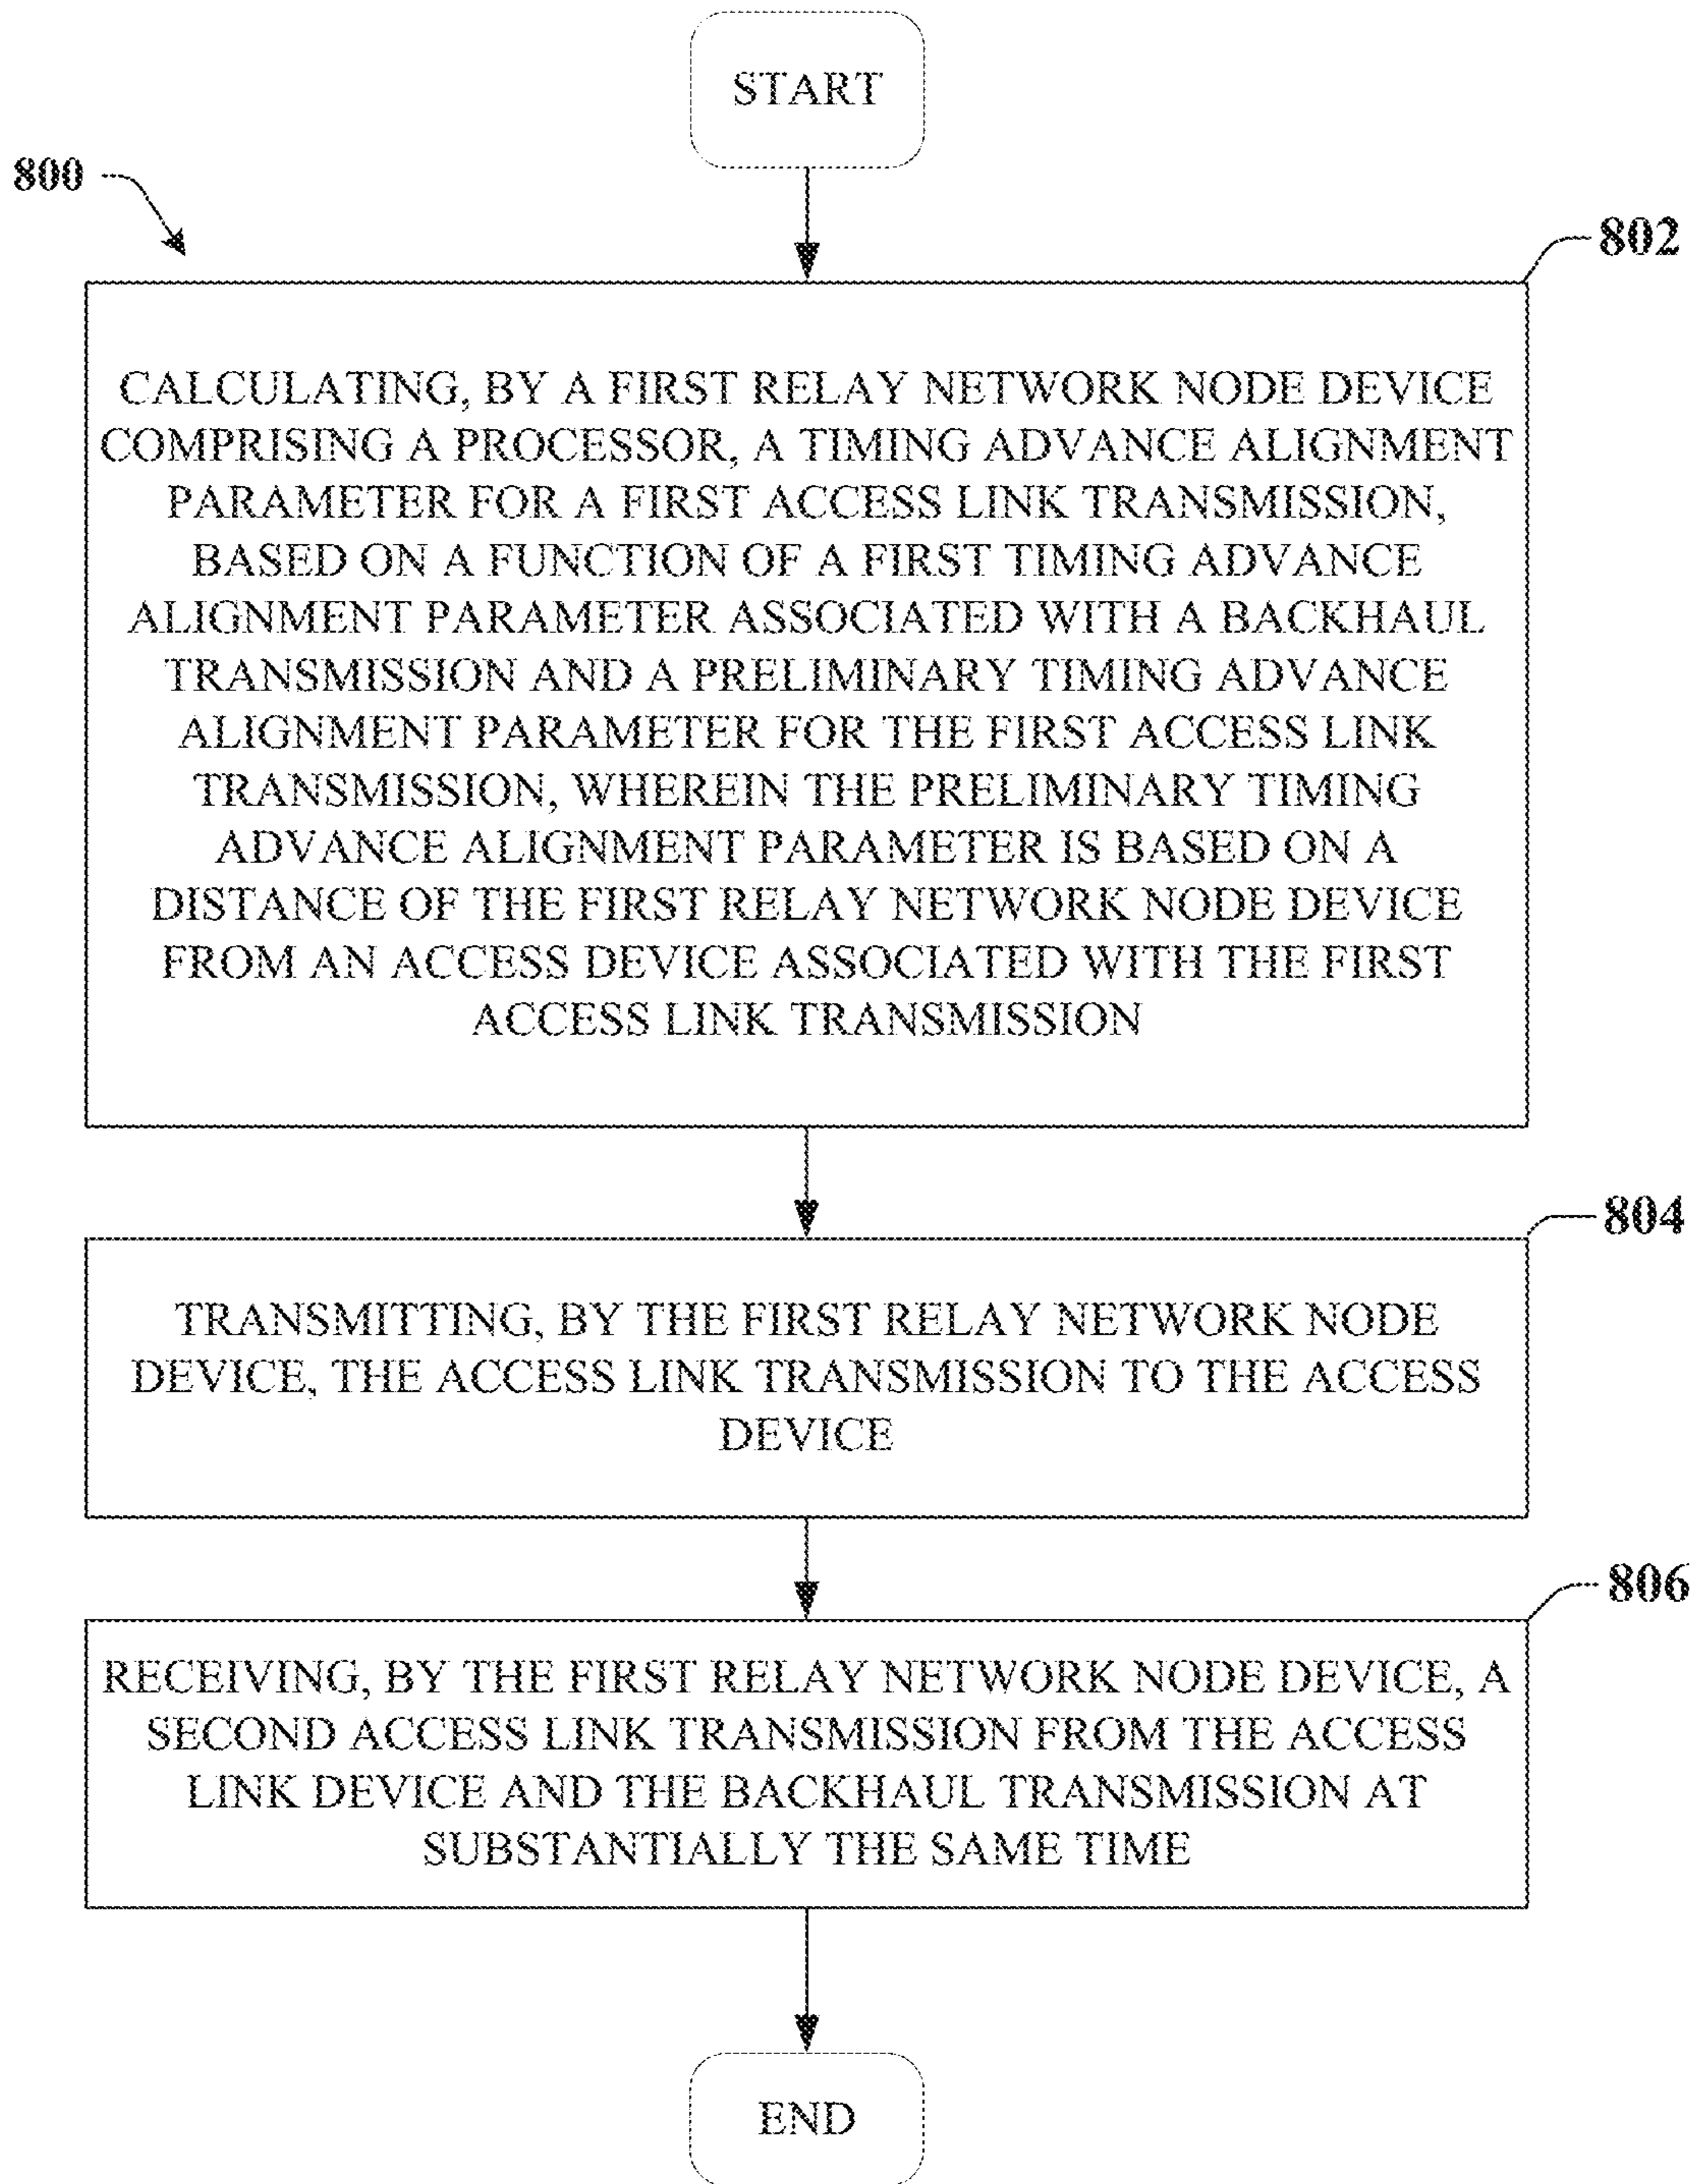 START
800
802
CALCULATING, BY A FIRST RELAY NETWORK NODE DEVICE
COMPRISING A PROCESSOR, A TIMING ADVANCE ALIGNMENT
PARAMETER FOR A FIRST ACCESS LINK TRANSMISSION,
BASED ON A FUNCTION OF A FIRST TIMING ADVANCE
ALIGNMENT PARAMETER ASSOCIATED WITH A BACKHAUL
TRANSMISSION AND A PRELIMINARY TIMING ADVANCE
ALIGNMENT PARAMETER FOR THE FIRST ACCESS LINK
TRANSMISSION, WHEREIN THE PRELIMINARY TIMING
ADVANCE ALIGNMENT PARAMETER IS BASED ON A
DISTANCE OF THE FIRST RELAY NETWORK NODE DEVICE
FROM AN ACCESS DEVICE ASSOCIATED WITH THE FIRST
ACCESS LINK TRANSMISSION
804
TRANSMITTING, BY THE FIRST RELAY NETWORK NODE
DEVICE, THE ACCESS LINK TRANSMISSION TO THE ACCESS
DEVICE
806
RECEIVING, BY THE FIRST RELAY NETWORK NODE DEVICE, A
SECOND ACCESS LINK TRANSMISSION FROM THE ACCESS
LINK DEVICE AND THE BACKHAUL TRANSMISSION AT
SUBSTANTIALLY THE SAME TIME
END